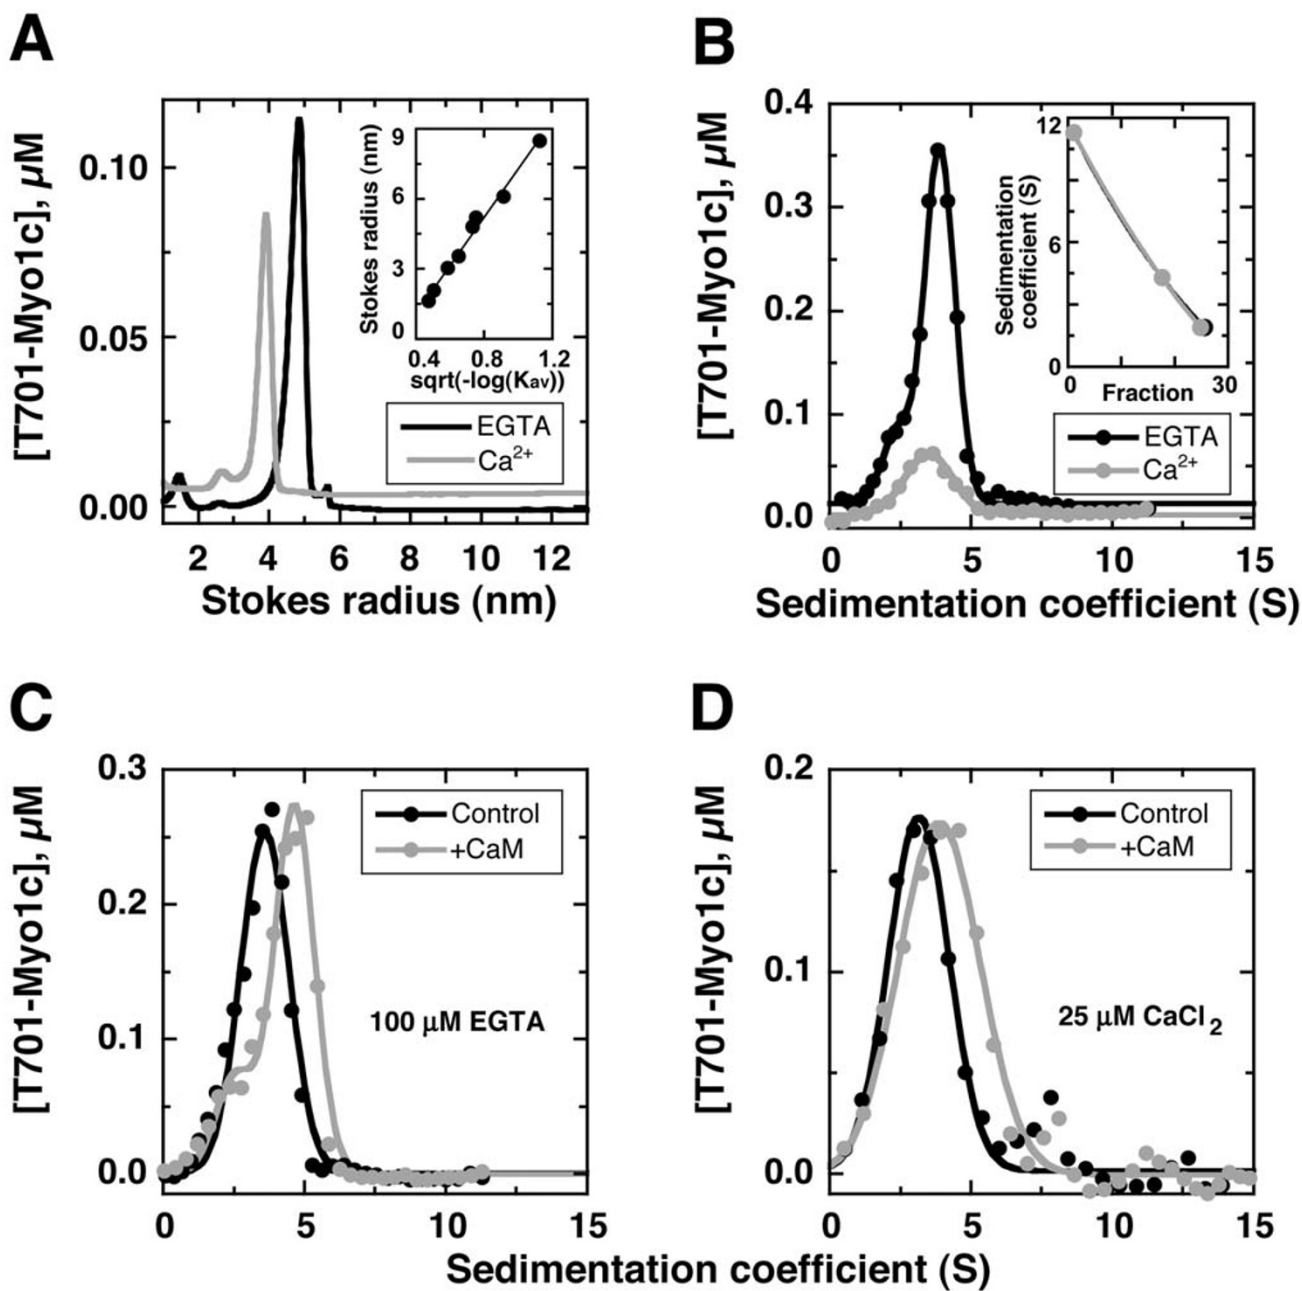 A
[T701-Myo1c], µM
0.10
0.05
0.00
2 4 6 8 10 12
Stokes radius (nm)
Stokes radius (nm)
9
6
3
0
0.4 0.8 1.2
sqrt(-log(Kav))
EGTA
Ca2+
B
[T701-Myo1c], µM
0.4
0.3
0.2
0.1
0.0
0 5 10 15
Sedimentation coefficient (S)
Sedimentation
coefficient (S)
12
6
0
0 30
Fraction
EGTA
Ca2+
C
[T701-Myo1c], µM
0.3
0.2
0.1
0.0
0 5 10 15
Control
+CaM
100 µM EGTA
D
[T701-Myo1c], µM
0.2
0.1
0.0
0 5 10 15
Control
+CaM
25 µM CaCl2
Sedimentation coefficient (S)